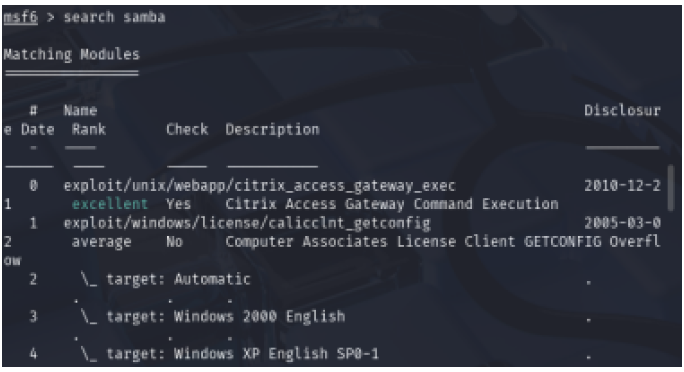 msf6 > search samba
Matching Modules
# Name Disclosur
e Date Rank Check Description
- ----
0 exploit/unix/webapp/citrix_access_gateway_exec 2010-12-2
1 excellent Yes Citrix Access Gateway Command Execution
1 exploit/windows/license/calicclnt_getconfig 2005-03-0
2 average No Computer Associates License Client GETCONFIG Overfl
ow
2 \_ target: Automatic .
. . .
3 \_ target: Windows 2000 English .
. . .
4 \_ target: Windows XP English SP0-1 .